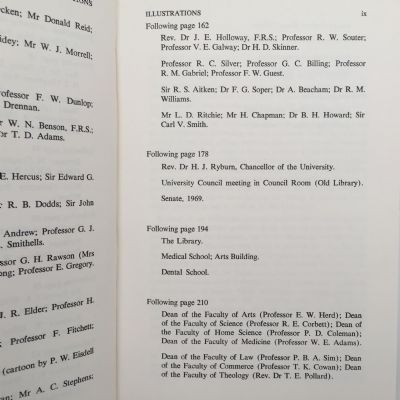 ATIONS
cken; Mr Donald Reid;
idey; Mr W. J. Morrell;
ofessor F. W. Dunlop;
Drennan.
r W. N. Benson, F.R.S.;
or T. D. Adams.
E. Hercus; Sir Edward G.
r R. B. Dodds; Sir John
Andrew; Professor G. J.
Smithells.
fessor G. H. Rawson (Mrs
ong; Professor E. Gregory.
J. R. Elder; Professor H.
Professor F. Fitchett;
(cartoon by P. W. Eisdell
an; Mr A. C. Stephens;
ILLUSTRATIONS ix
Following page 162
Rev. Dr J. E. Holloway, F.R.S.; Professor R. W. Souter;
Professor V. E. Galway; Dr H. D. Skinner.
Professor R. C. Silver; Professor G. C. Billing; Professor
R. M. Gabriel; Professor F. W. Guest.
Sir R. S. Aitken; Dr F. G. Soper; Dr A. Beacham; Dr R. M.
Williams.
Mr L. D. Ritchie; Mr H. Chapman; Dr B. H. Howard; Sir
Carl V. Smith.
Following page 178
Rev. Dr H. J. Ryburn, Chancellor of the University.
University Council meeting in Council Room (Old Library).
Senate, 1969.
Following page 194
The Library.
Medical School; Arts Building.
Dental School.
Following page 210
Dean of the Faculty of Arts (Professor E. W. Herd); Dean
of the Faculty of Science (Professor R. E. Corbett); Dean of
the Faculty of Home Science (Professor P. D. Coleman);
Dean of the Faculty of Medicine (Professor W. E. Adams).
Dean of the Faculty of Law (Professor P. B. A. Sim); Dean
of the Faculty of Commerce (Professor T. K. Cowan); Dean
of the Faculty of Theology (Rev. Dr T. E. Pollard).